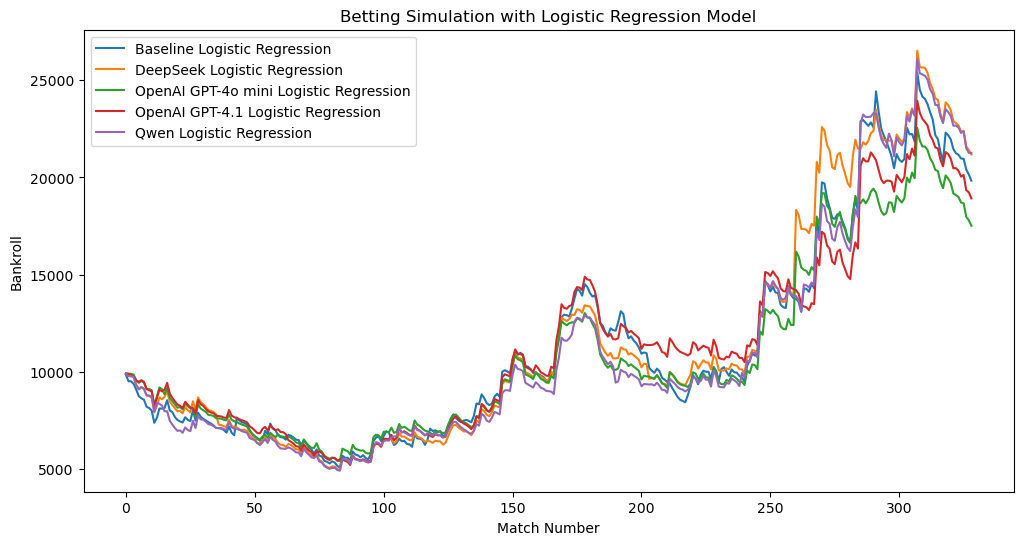 Betting Simulation with Logistic Regression Model
Baseline Logistic Regression
DeepSeek Logistic Regression
OpenAI GPT-4o mini Logistic Regression
OpenAI GPT-4.1 Logistic Regression
Qwen Logistic Regression
Bankroll
25000
20000
15000
10000
5000
0
50
100
150
200
250
300
Match Number